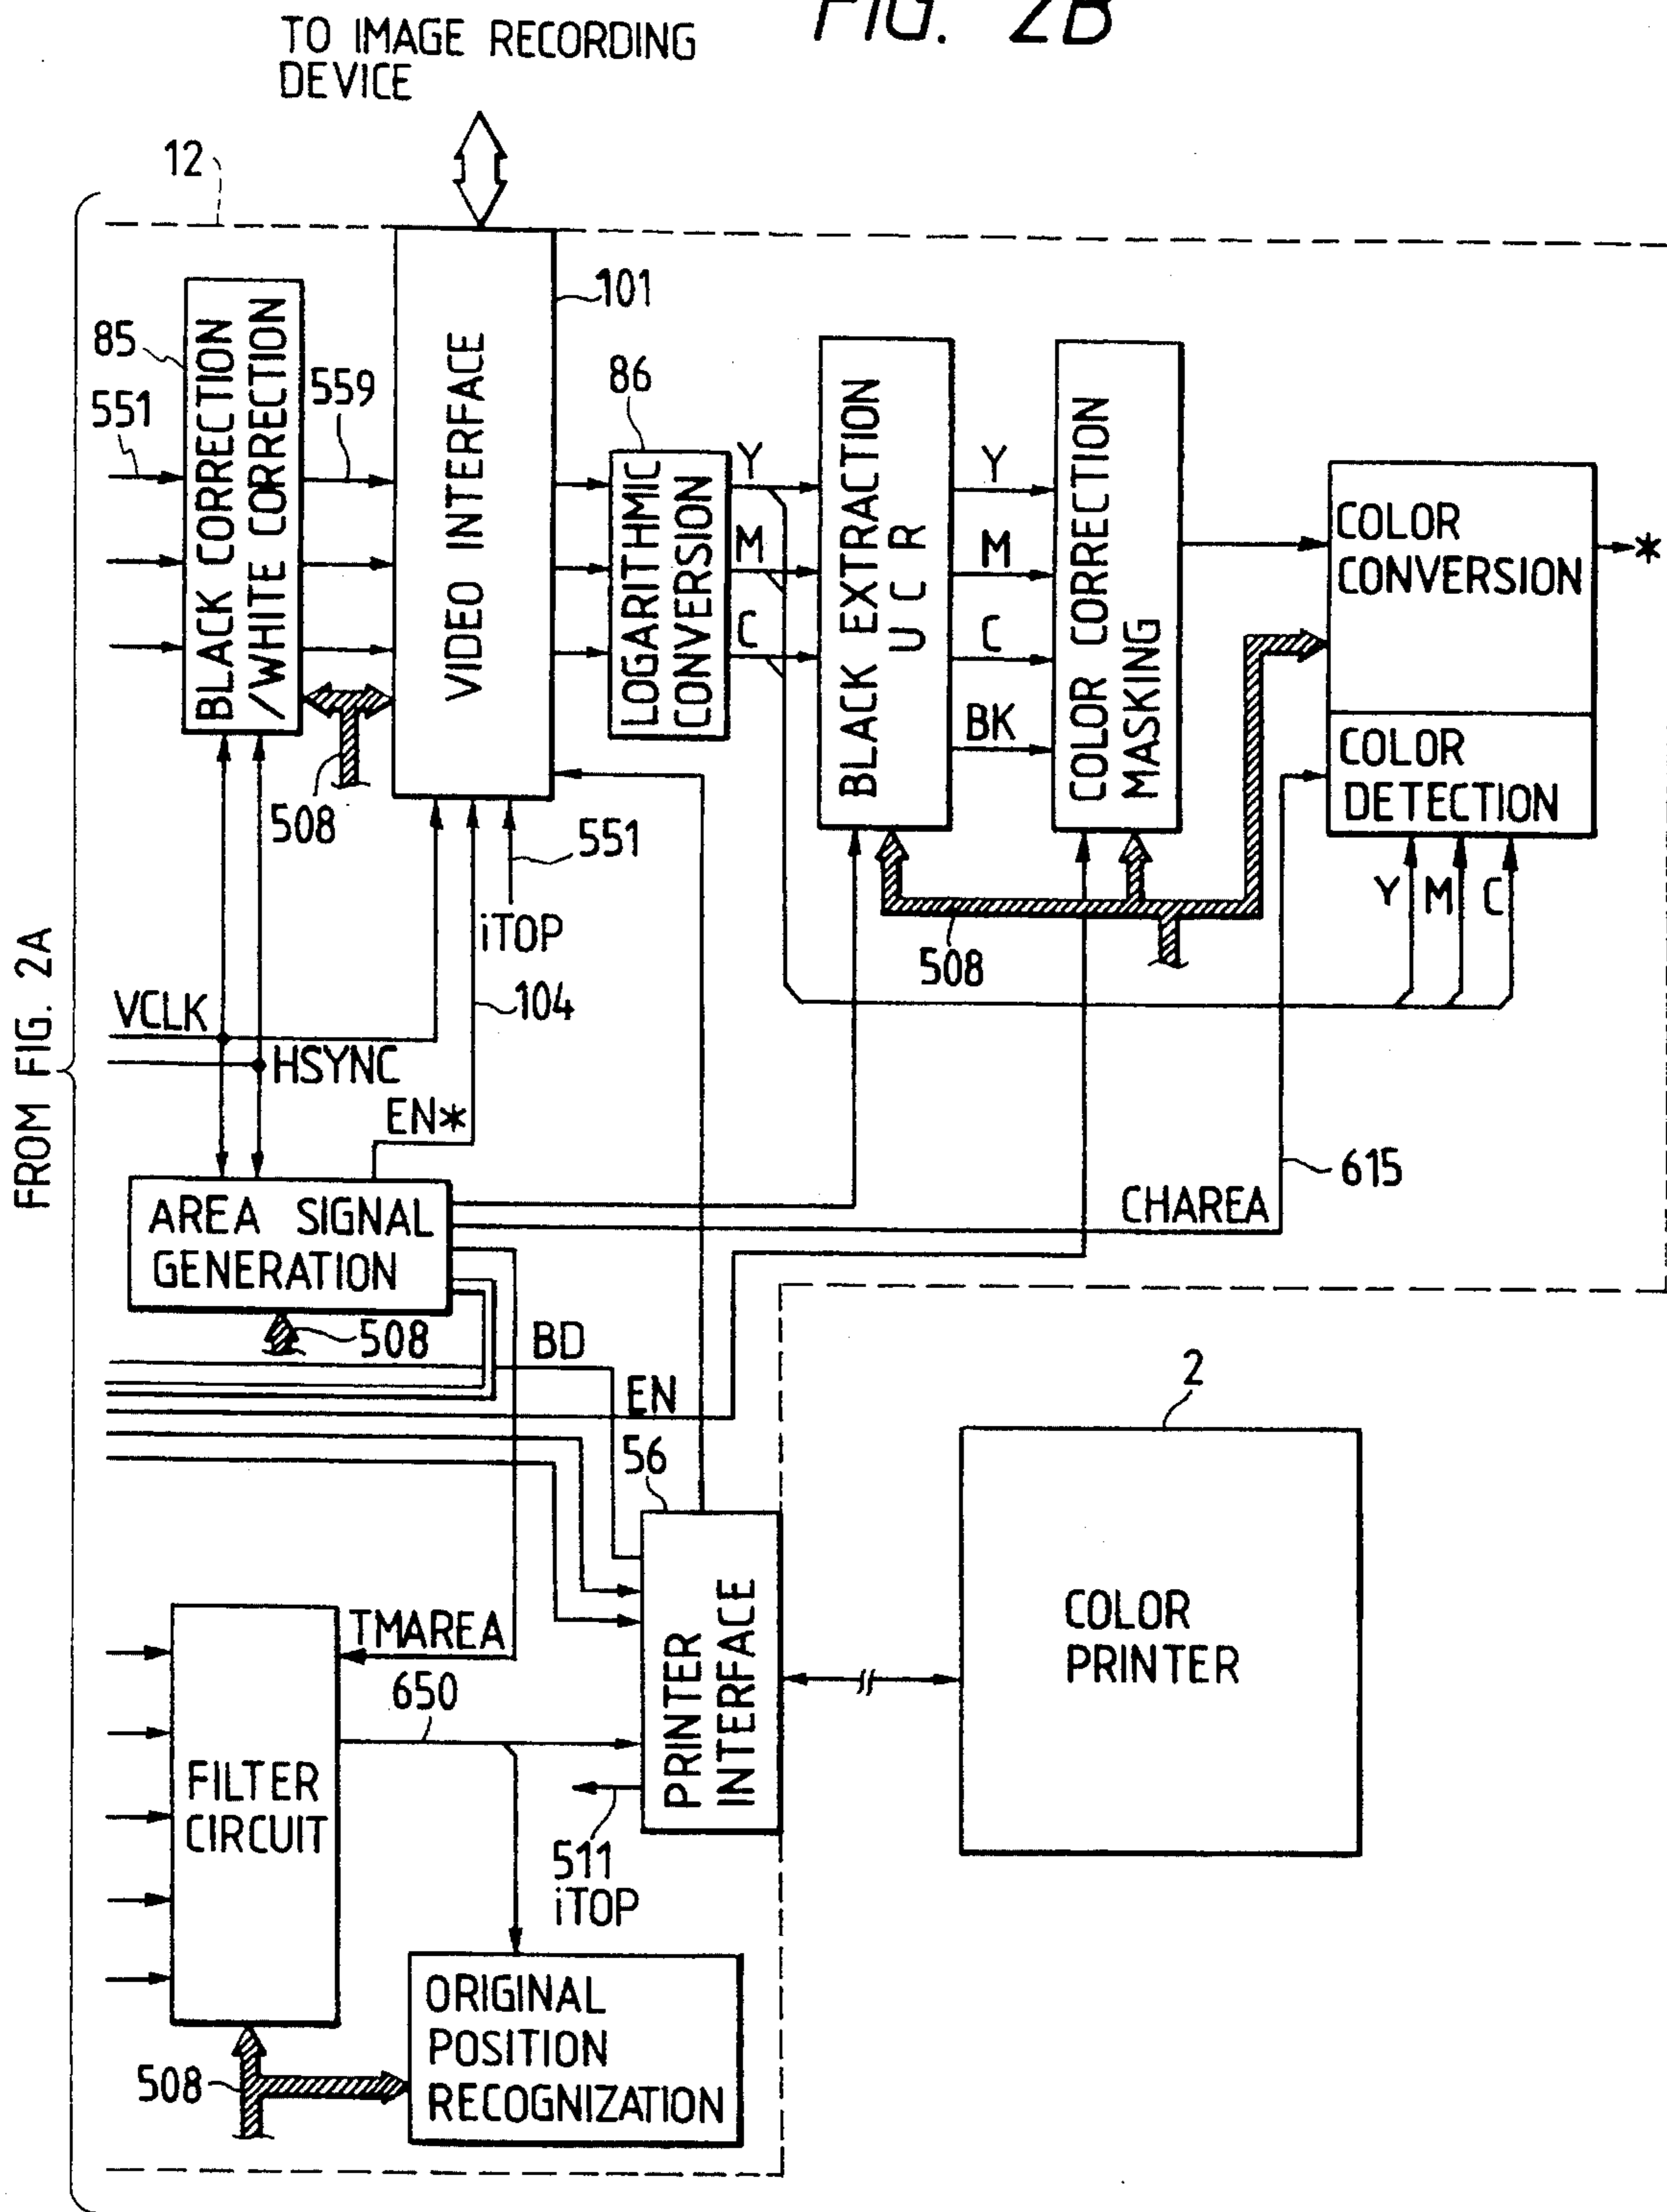 FIG. 2B
TO IMAGE RECORDING
DEVICE
12
101
85
BLACK CORRECTION
/WHITE CORRECTION
551
559
VIDEO INTERFACE
86
LOGARITHMIC
CONVERSION
Y
M
C
BLACK EXTRACTION
U C R
Y
M
C
BK
COLOR CORRECTION
MASKING
COLOR
CONVERSION
*
COLOR
DETECTION
508
551
iTOP
508
Y M C
104
FROM FIG. 2A
VCLK
HSYNC
EN*
615
CHAREA
AREA SIGNAL
GENERATION
508
BD
EN
2
56
COLOR
PRINTER
PRINTER
INTERFACE
TMAREA
650
FILTER
CIRCUIT
511
iTOP
ORIGINAL
POSITION
RECOGNIZATION
508